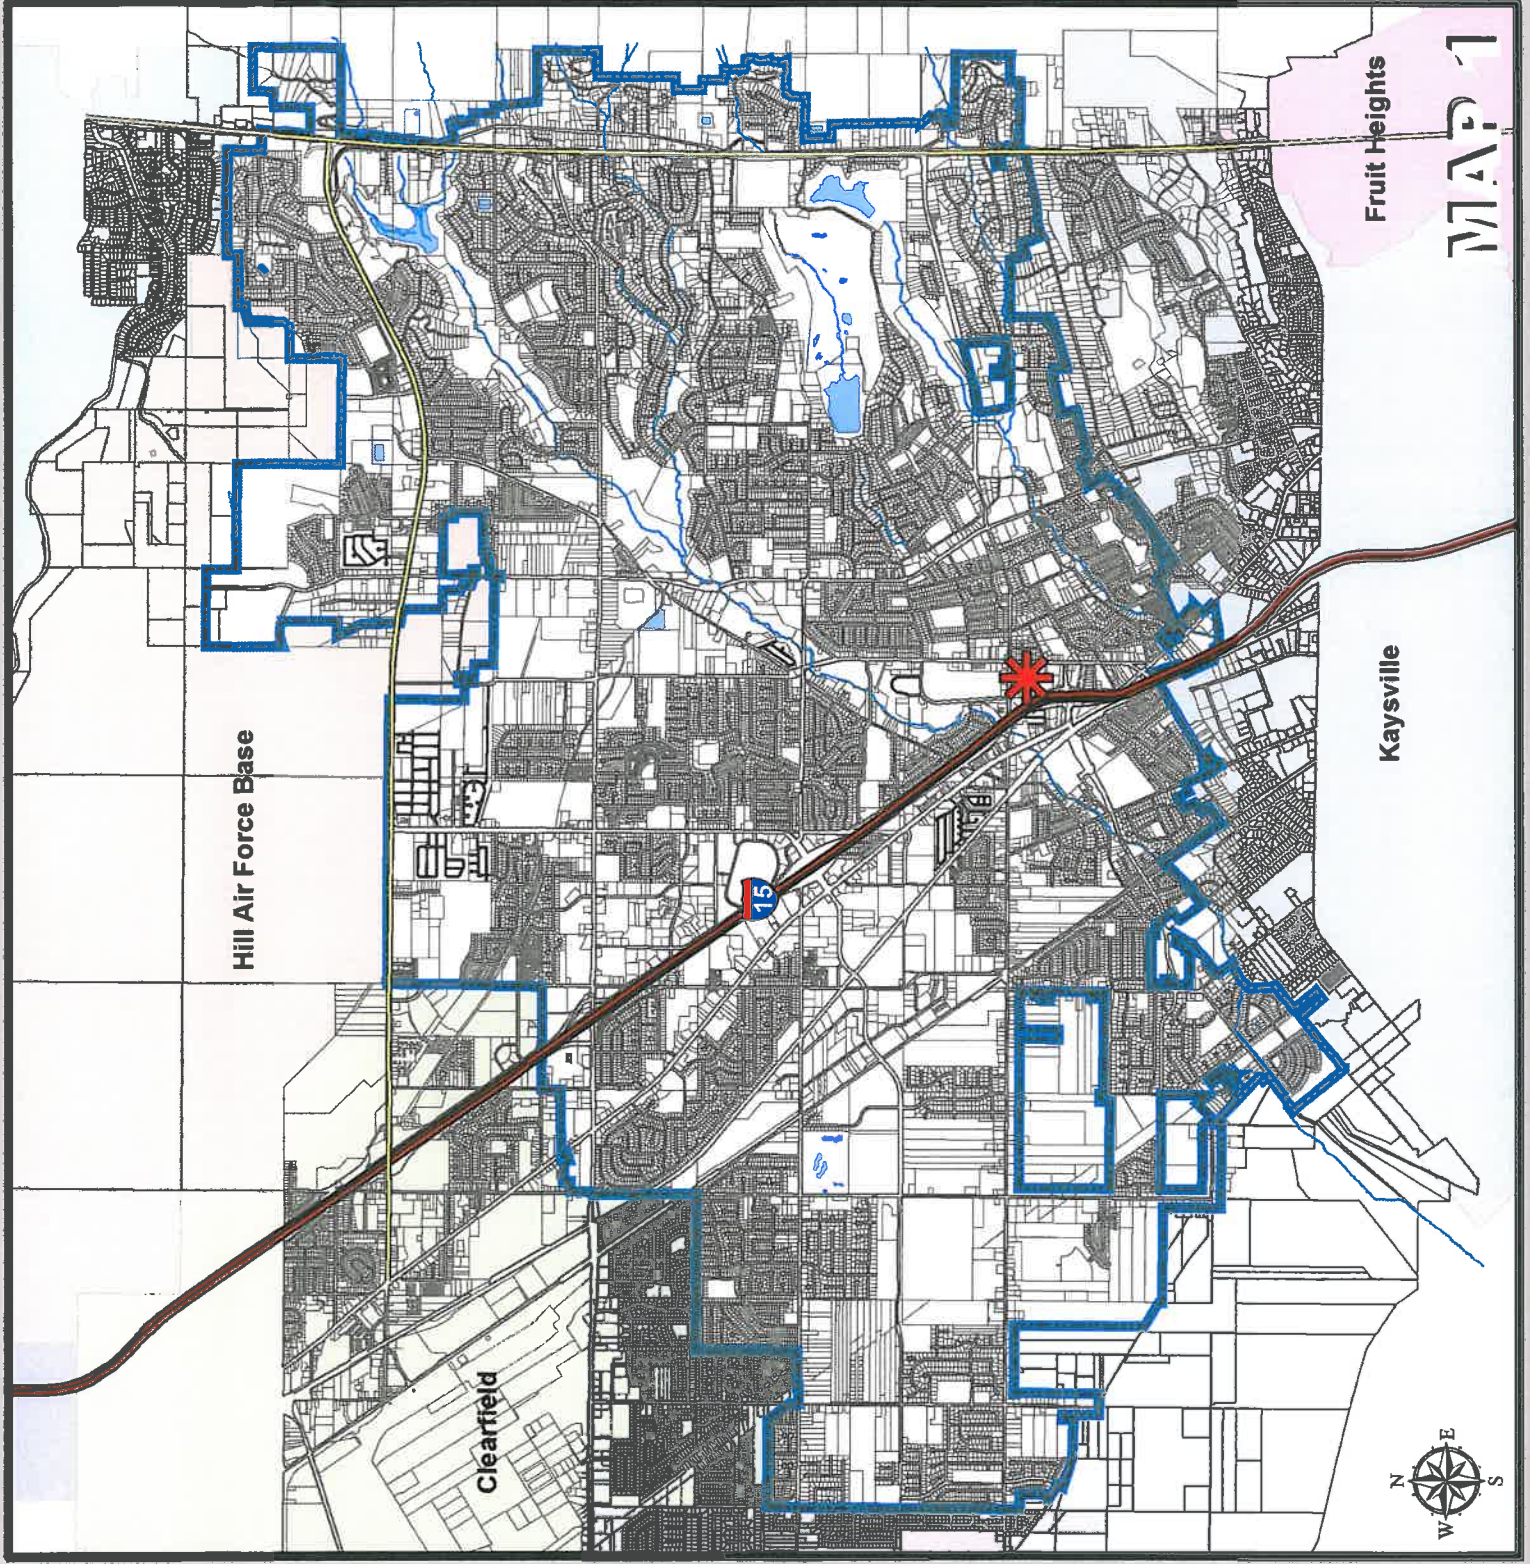 MAP 1
Fruit Heights
Hill Air Force Base
15
Kaysville
Clearfield
N
W
E
S